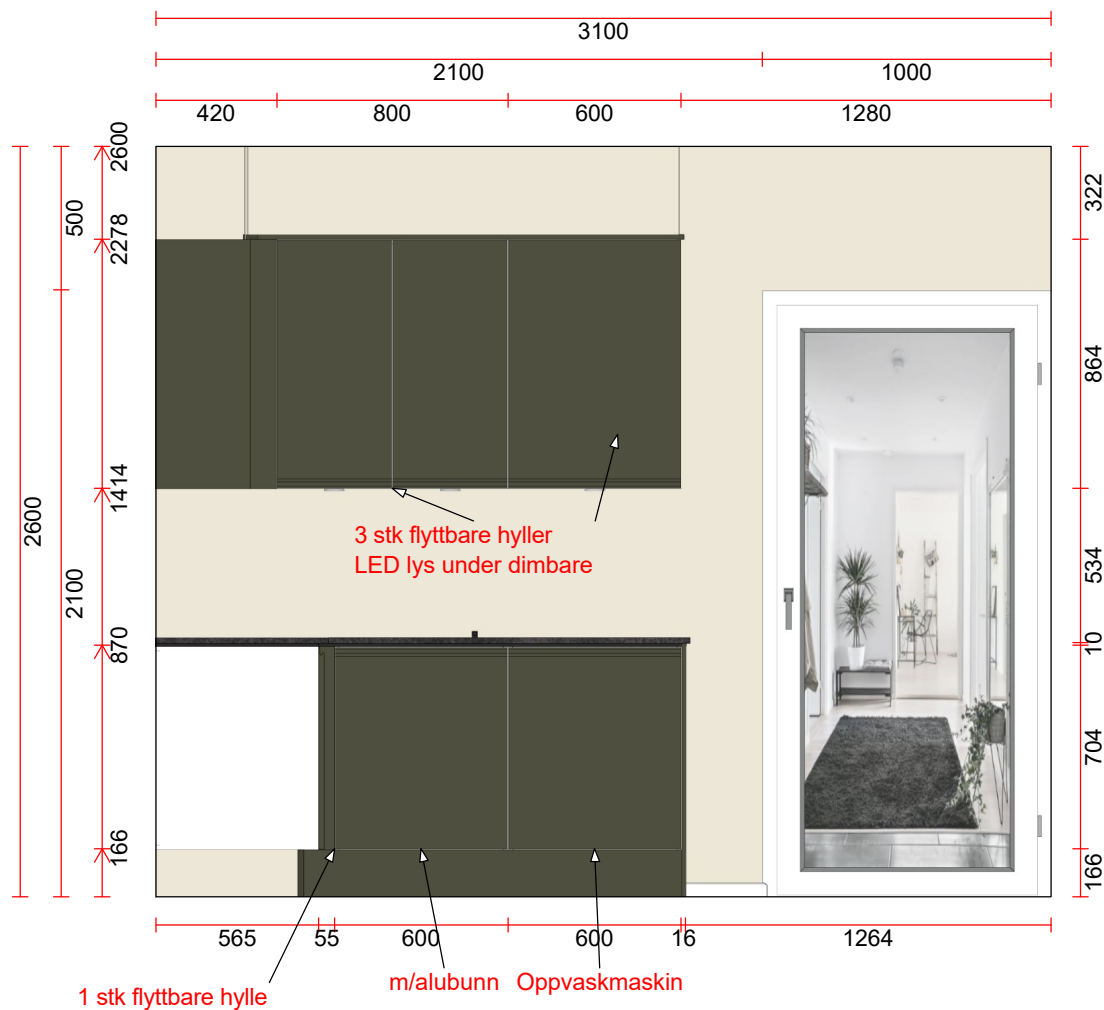 3100
2100 1000
420 800 600 1280
2600
500
2278
322
864
1414
2600
3 stk flyttbare hyller
LED lys under dimbare
534
2100
870
10
704
166
166
565 55 600 600 16 1264
m/alubunn Oppvaskmaskin
1 stk flyttbare hylle